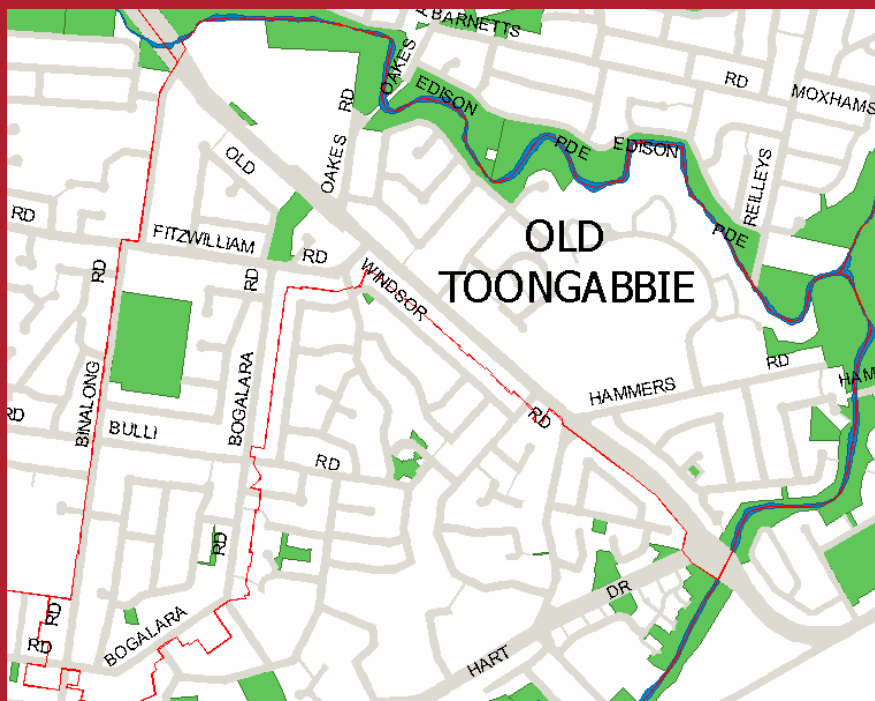 BARNETTS
RD
MOXHAMS
OAKES
RD
EDISON
PDE
EDISON
OLD
OAKES
REILLEYS
PDE
RD
FITZWILLIAM
RD
OLD
TOONGABBIE
RD
RD
WINDSOR
RD
HAMMERS
HAM
BINALONG
BOGALARA
RD
BULLI
RD
RD
RD
DR
RD
BOGALARA
RD
HART